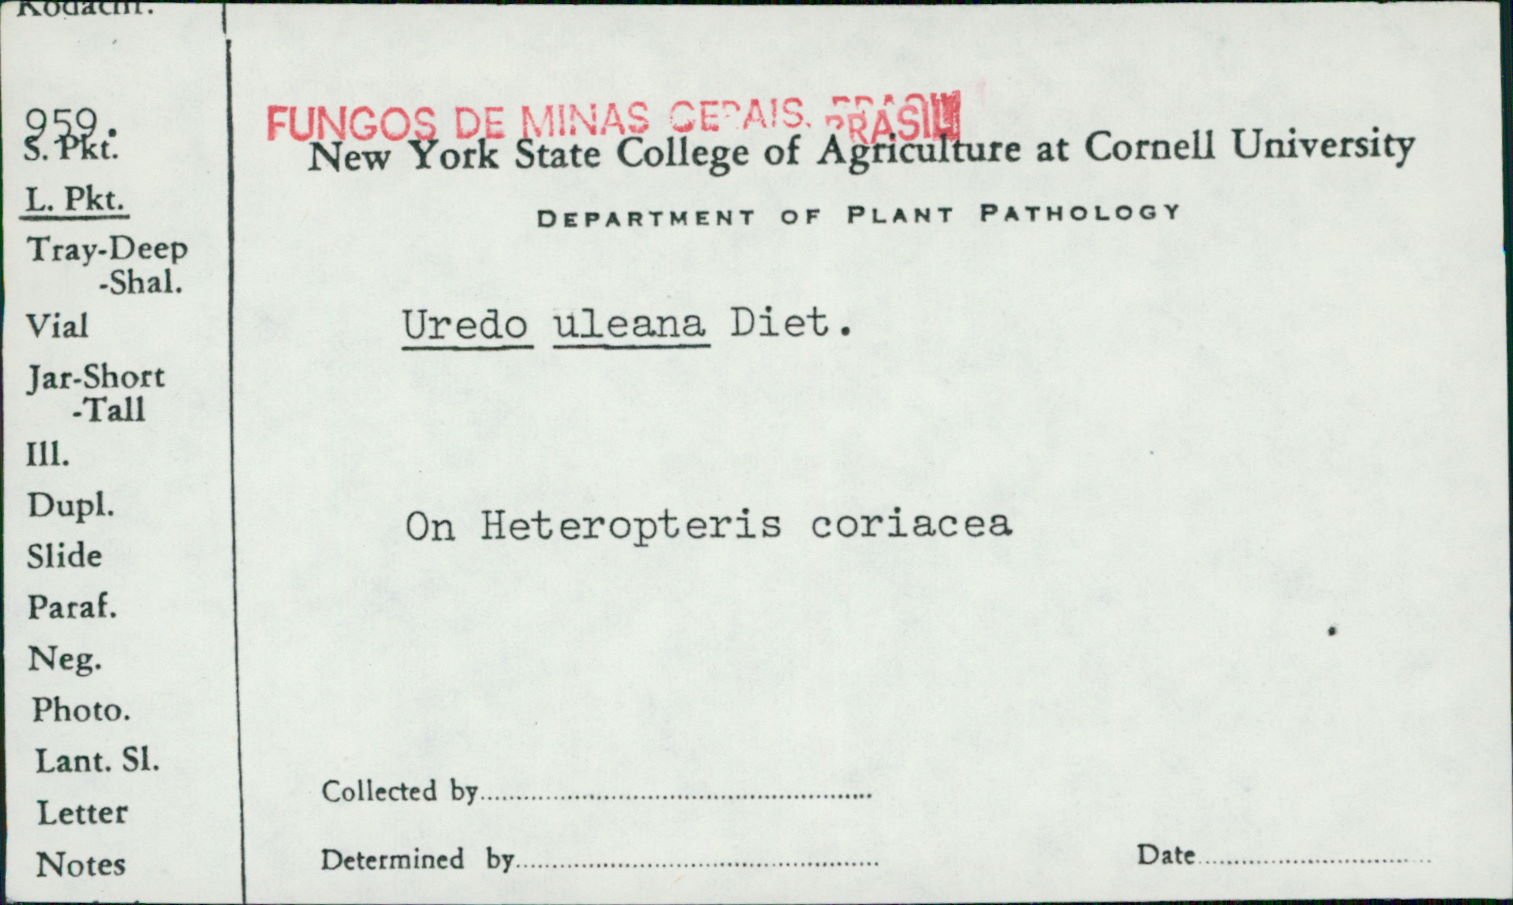 Kodachr.
959.
S. Pkt.
L. Pkt.
Tray-Deep
-Shal.
Vial
Jar-Short
-Tall
Ill.
Dupl.
Slide
Paraf.
Neg.
Photo.
Lant. Sl.
Letter
Notes
FUNGOS DE MINAS GERAIS, BRASIL
New York State College of Agriculture at Cornell University
DEPARTMENT OF PLANT PATHOLOGY
Uredo uleana Diet.
On Heteropteris coriacea
Collected by
Determined by
Date